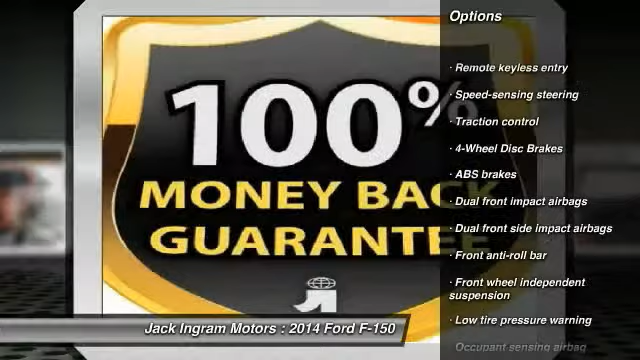 100%
MONEY BACK
GUARANTEE
Options
· Remote keyless entry
· Speed-sensing steering
· Traction control
· 4-Wheel Disc Brakes
· ABS brakes
· Dual front impact airbags
· Dual front side impact airbags
· Front anti-roll bar
· Front wheel independent
suspension
· Low tire pressure warning
Occupant sensing airbag
Jack Ingram Motors : 2014 Ford F-150